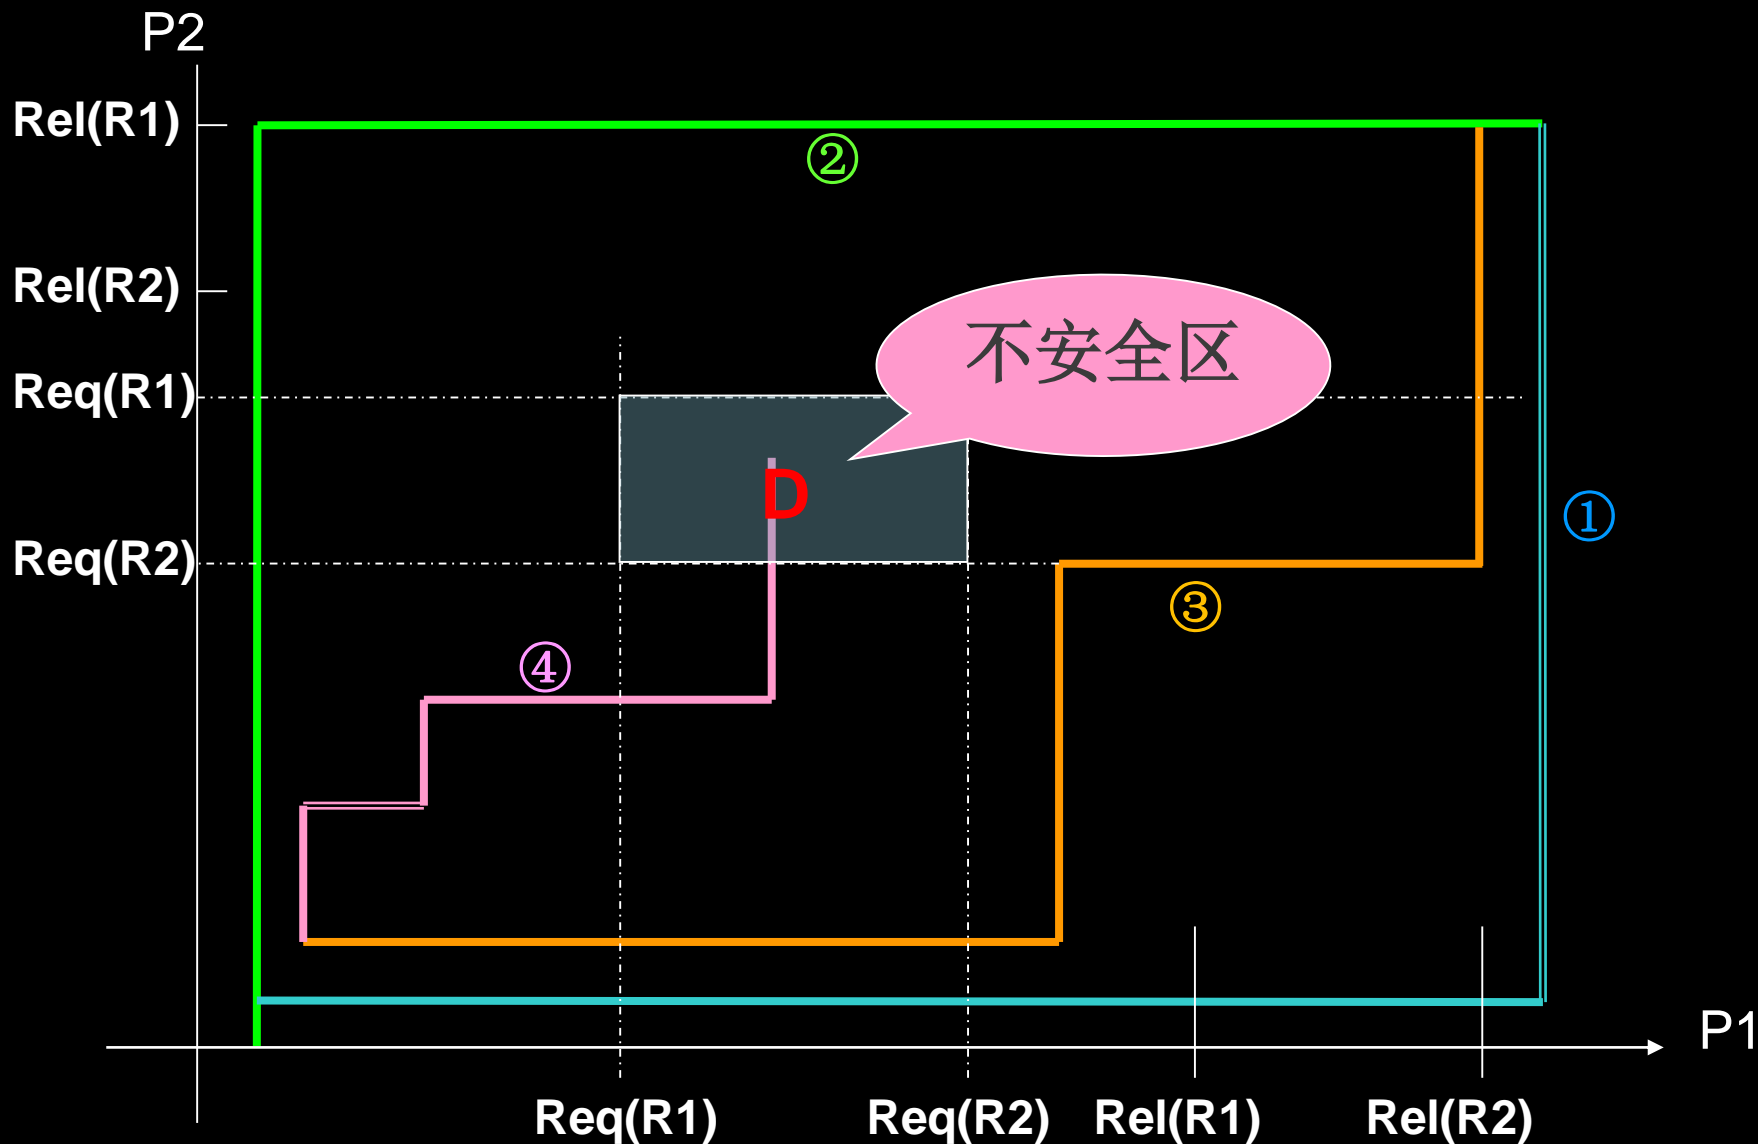 P2
Rel(R1)
②
Rel(R2)
不安全区
Req(R1)
D
①
Req(R2)
③
④
P1
Req(R1) Req(R2) Rel(R1) Rel(R2)